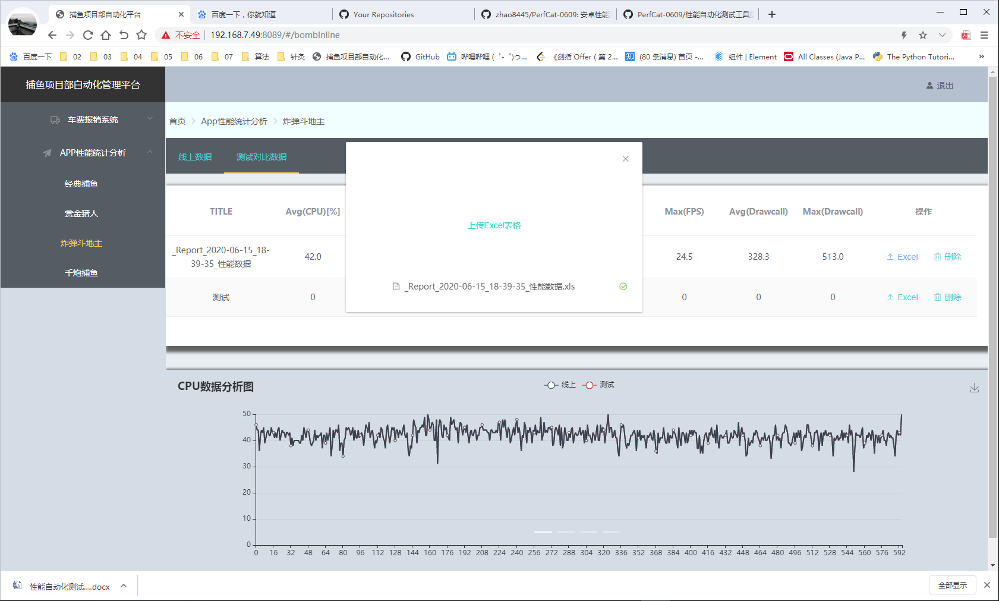 捕鱼项目部自动化平台
百度一下，你就知道
Your Repositories
zhao8445/PerfCat-0609: 安卓性能
PerfCat-0609/性能自动化测试工具
不安全
192.168.7.49:8089/#/bombInline
百度一下
02
03
04
05
06
07
算法
针灸
捕鱼项目部自动化...
GitHub
哔哩哔哩 ( ゜- ゜)つ...
《剑指 Offer ( 第 2...
知
(80 条消息) 首页 -...
组件 | Element
All Classes (Java P...
The Python Tutori...
»
捕鱼项目部自动化管理平台
退出
车费报销系统
APP性能统计分析
经典捕鱼
赏金猎人
炸弹斗地主
千炮捕鱼
首页
App性能统计分析
炸弹斗地主
线上数据
测试对比数据
TITLE
Avg(CPU)[%]
Max(FPS)
Avg(Drawcall)
Max(Drawcall)
操作
_Report_2020-06-15_18-
39-35_性能数据
42.0
24.5
328.3
513.0
Excel
删除
测试
0
0
0
0
Excel
删除
上传Excel表格
_Report_2020-06-15_18-39-35_性能数据.xls
CPU数据分析图
线上
测试
50
40
30
20
10
0
0 16 32 48 64 80 96 112 128 144 160 176 192 208 224 240 256 272 288 304 320 336 352 368 384 400 416 432 448 464 480 496 512 528 544 560 576 592
性能自动化测试....docx
全部显示